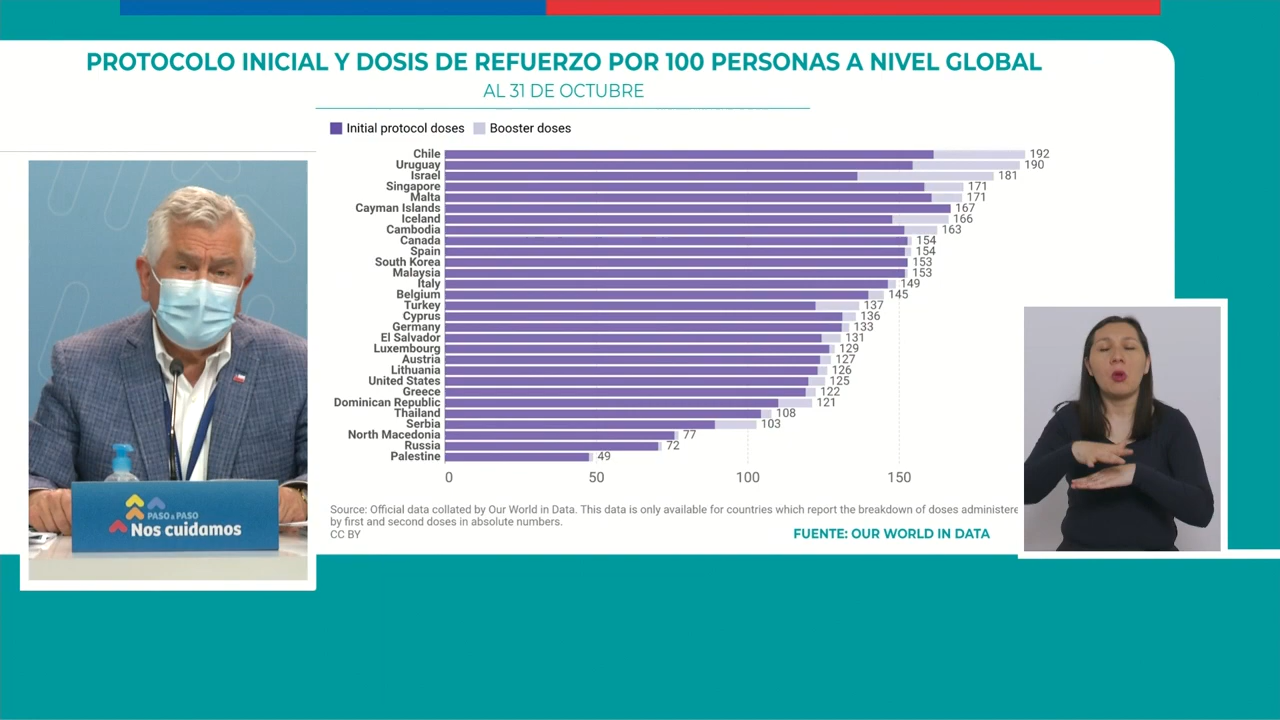 PROTOCOLO INICIAL Y DOSIS DE REFUERZO POR 100 PERSONAS A NIVEL GLOBAL
AL 31 DE OCTUBRE
Initial protocol doses Booster doses
Chile 192
Uruguay 190
Israel 181
Singapore 171
Malta 171
Cayman Islands 167
Iceland 166
Cambodia 163
Canada 154
Spain 154
South Korea 153
Malaysia 153
Italy 149
Belgium 145
Turkey 137
Cyprus 136
Germany 133
El Salvador 131
Luxembourg 129
Austria 127
Lithuania 126
United States 125
Greece 122
Dominican Republic 121
Thailand 108
Serbia 103
North Macedonia 77
Russia 72
Palestine 49
0 50 100 150
Source: Official data collated by Our World in Data. This data is only available for countries which report the breakdown of doses administere
by first and second doses in absolute numbers.
CC BY
FUENTE: OUR WORLD IN DATA
PASO a PASO
Nos cuidamos